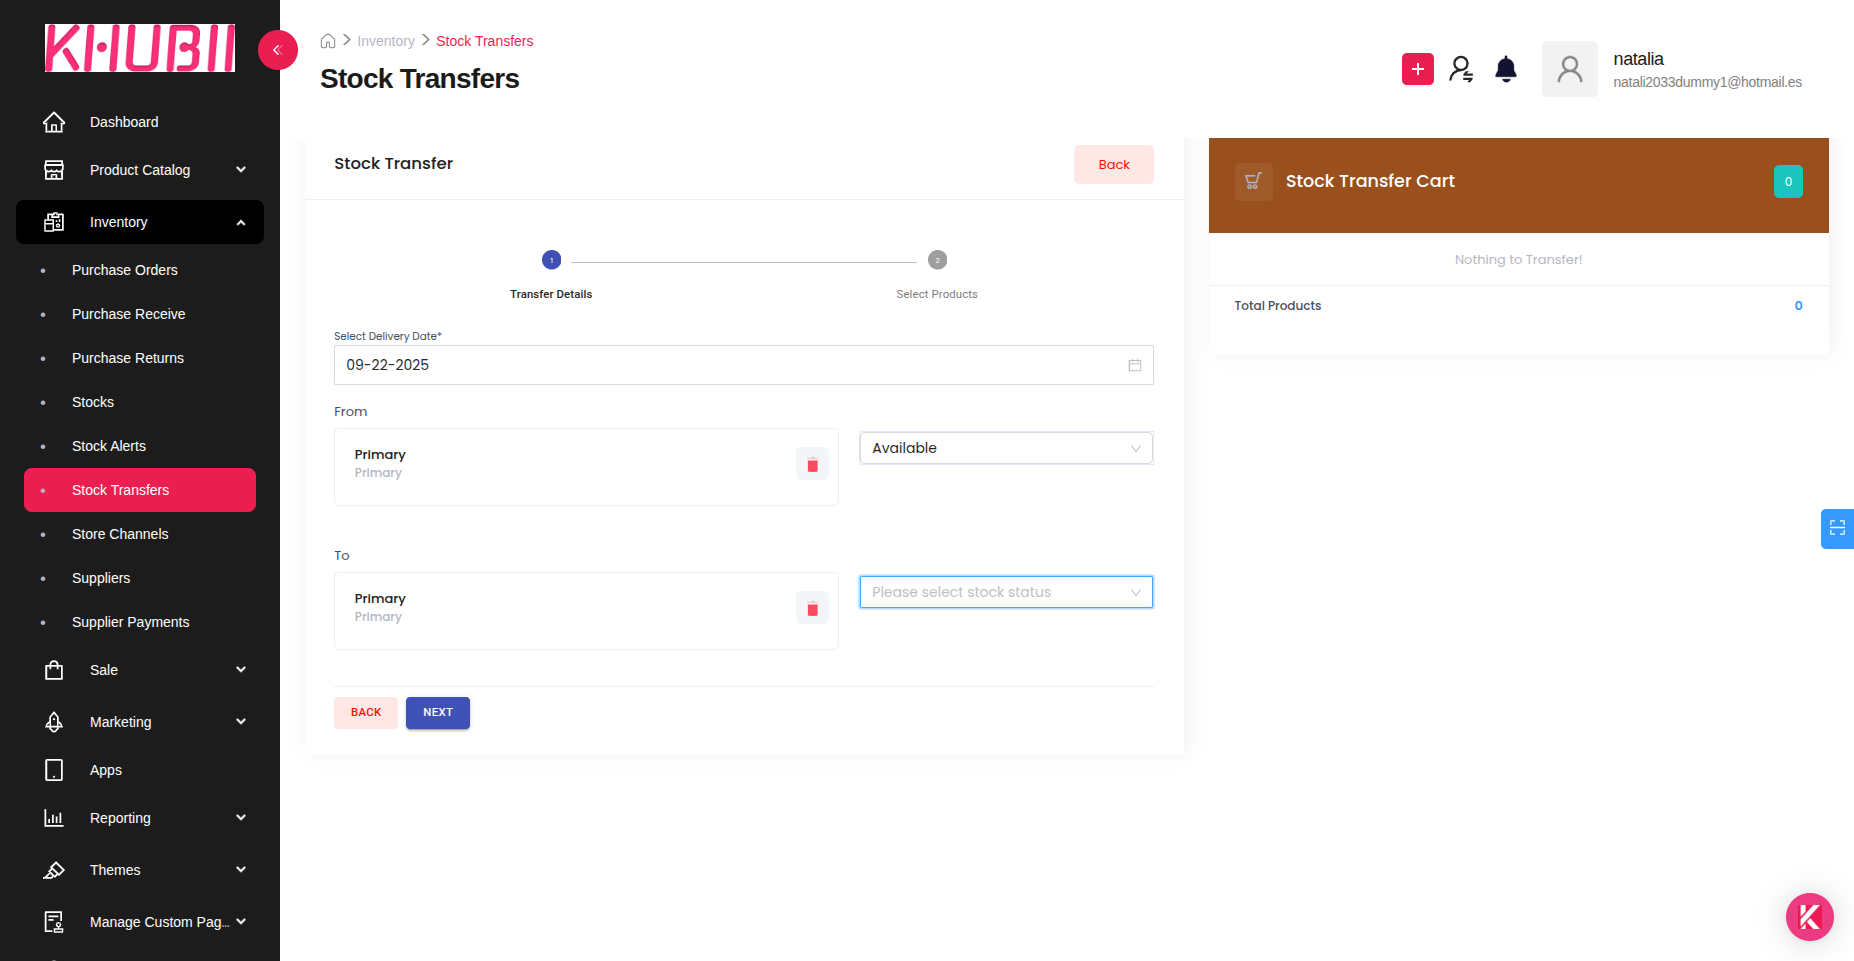 KHUBII
Dashboard
Product Catalog
Inventory
Purchase Orders
Purchase Receive
Purchase Returns
Stocks
Stock Alerts
Stock Transfers
Store Channels
Suppliers
Supplier Payments
Sale
Marketing
Apps
Reporting
Themes
Manage Custom Pag...
Inventory
Stock Transfers
Stock Transfers
natalia
natali2033dummy1@hotmail.es
Stock Transfer
Back
1
2
Transfer Details
Select Products
Select Delivery Date*
09-22-2025
From
Primary
Primary
Available
To
Primary
Primary
Please select stock status
BACK
NEXT
Stock Transfer Cart
0
Nothing to Transfer!
Total Products
0
K